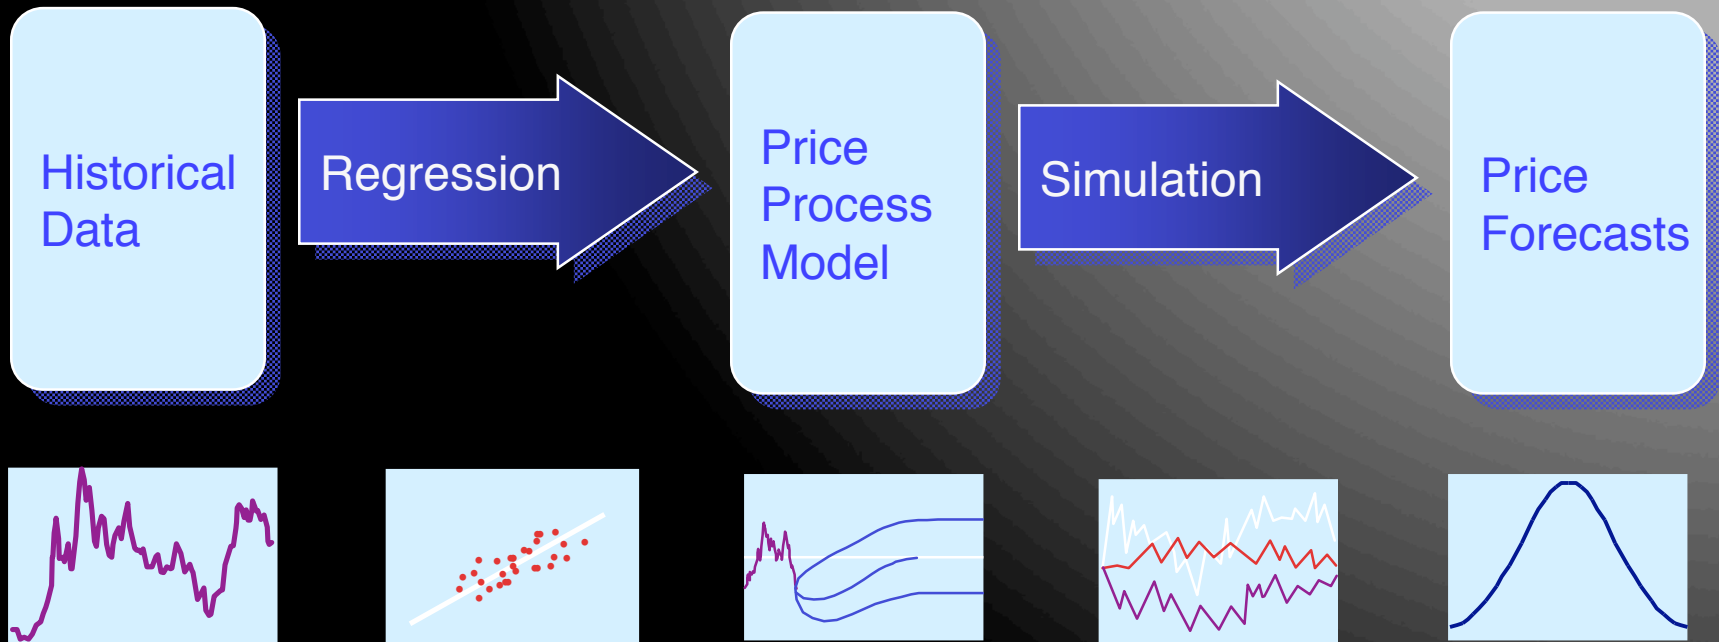 Historical
Data
Regression
Price
Process
Model
Simulation
Price
Forecasts